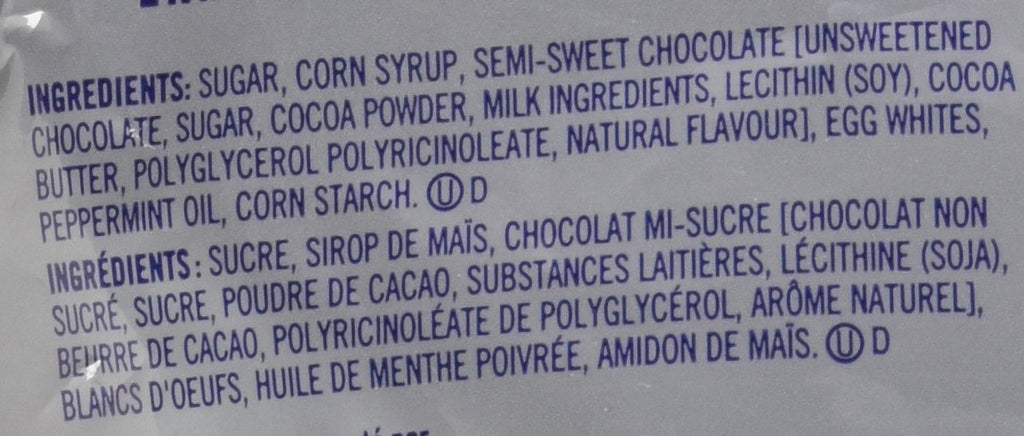 INGREDIENTS: SUGAR, CORN SYRUP, SEMI-SWEET CHOCOLATE [UNSWEETENED
CHOCOLATE, SUGAR, COCOA POWDER, MILK INGREDIENTS, LECITHIN (SOY), COCOA
BUTTER, POLYGLYCEROL POLYRICINOLEATE, NATURAL FLAVOUR], EGG WHITES,
PEPPERMINT OIL, CORN STARCH. Ⓤ D
INGRÉDIENTS : SUCRE, SIROP DE MAÏS, CHOCOLAT MI-SUCRE [CHOCOLAT NON
SUCRÉ, SUCRE, POUDRE DE CACAO, SUBSTANCES LAITIÈRES, LÉCITHINE (SOJA),
BEURRE DE CACAO, POLYRICINOLÉATE DE POLYGLYCÉROL, ARÔME NATUREL],
BLANCS D'OEUFS, HUILE DE MENTHE POIVRÉE, AMIDON DE MAÏS. Ⓤ D